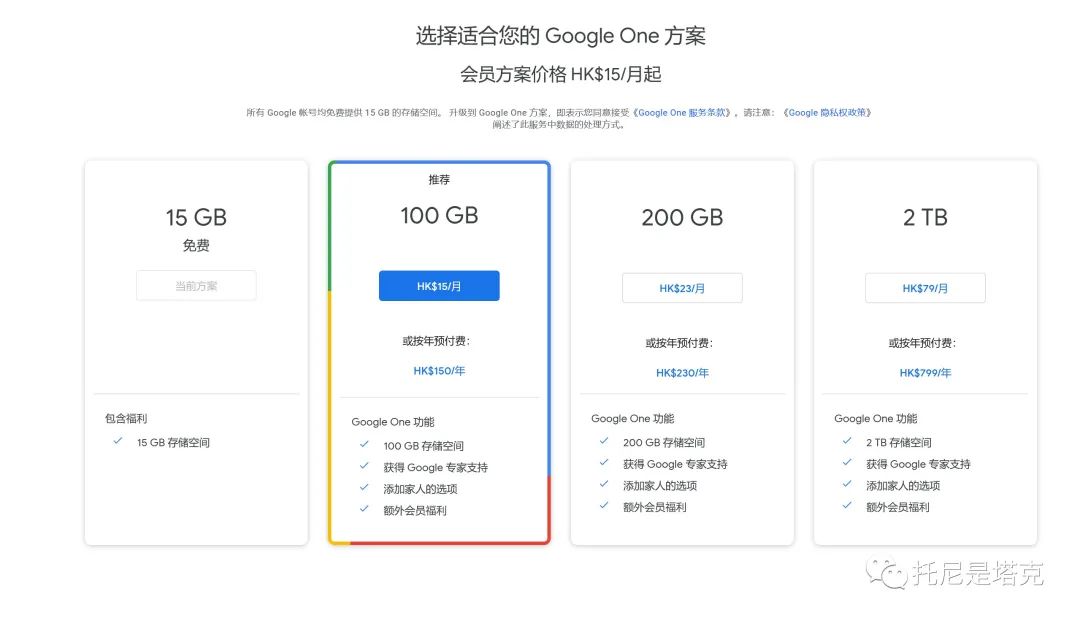 选择适合您的 Google One 方案
会员方案价格 HK$15/月起
所有 Google 帐号均免费提供 15 GB 的存储空间。 升级到 Google One 方案，即表示您同意接受《Google One 服务条款》。请注意：《Google 隐私权政策》
阐述了此服务中数据的处理方式。
15 GB
免费
当前方案
包含福利
15 GB 存储空间
推荐
100 GB
HK$15/月
或按年预付费：
HK$150/年
Google One 功能
100 GB 存储空间
获得 Google 专家支持
添加家人的选项
额外会员福利
200 GB
HK$23/月
或按年预付费：
HK$230/年
Google One 功能
200 GB 存储空间
获得 Google 专家支持
添加家人的选项
额外会员福利
2 TB
HK$79/月
或按年预付费：
HK$799/年
Google One 功能
2 TB 存储空间
获得 Google 专家支持
添加家人的选项
额外会员福利
托尼是塔克